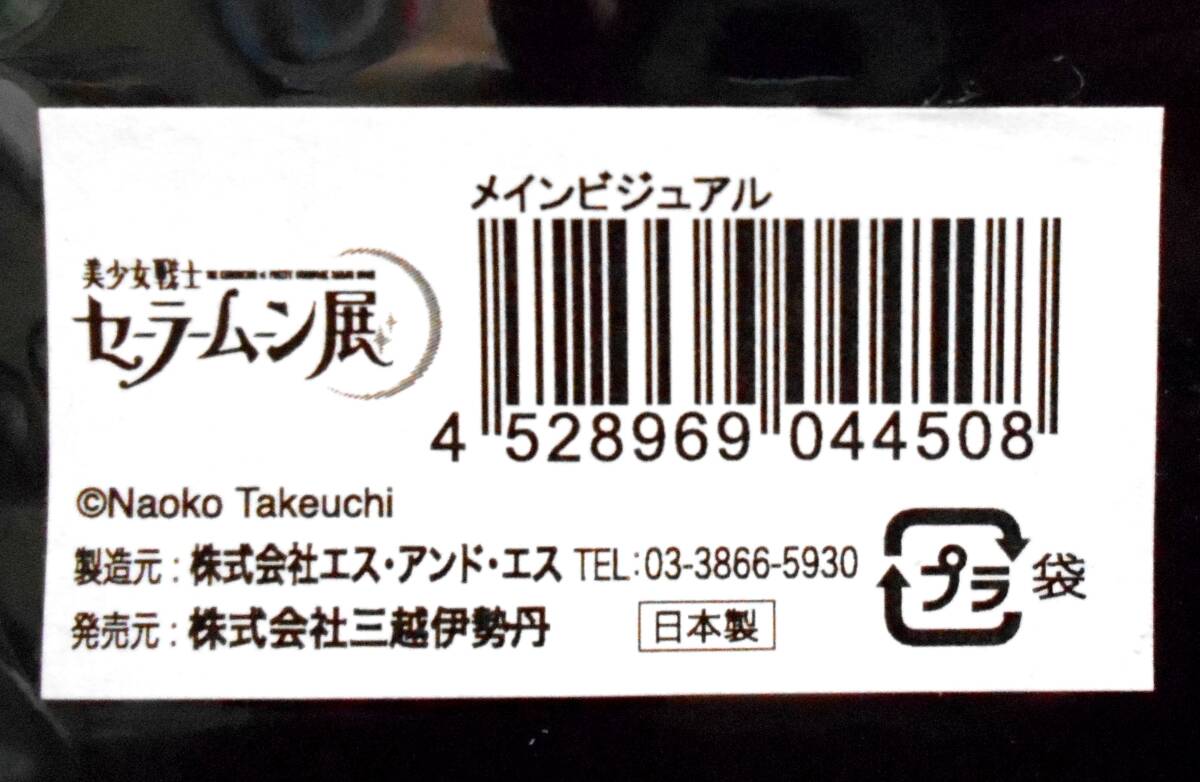 メインビジュアル
美少女戦士
セーラームーン展
4 528969 044508
©Naoko Takeuchi
製造元：株式会社エス・アンド・エス TEL:03-3866-5930
発売元：株式会社三越伊勢丹
日本製
プラ 袋